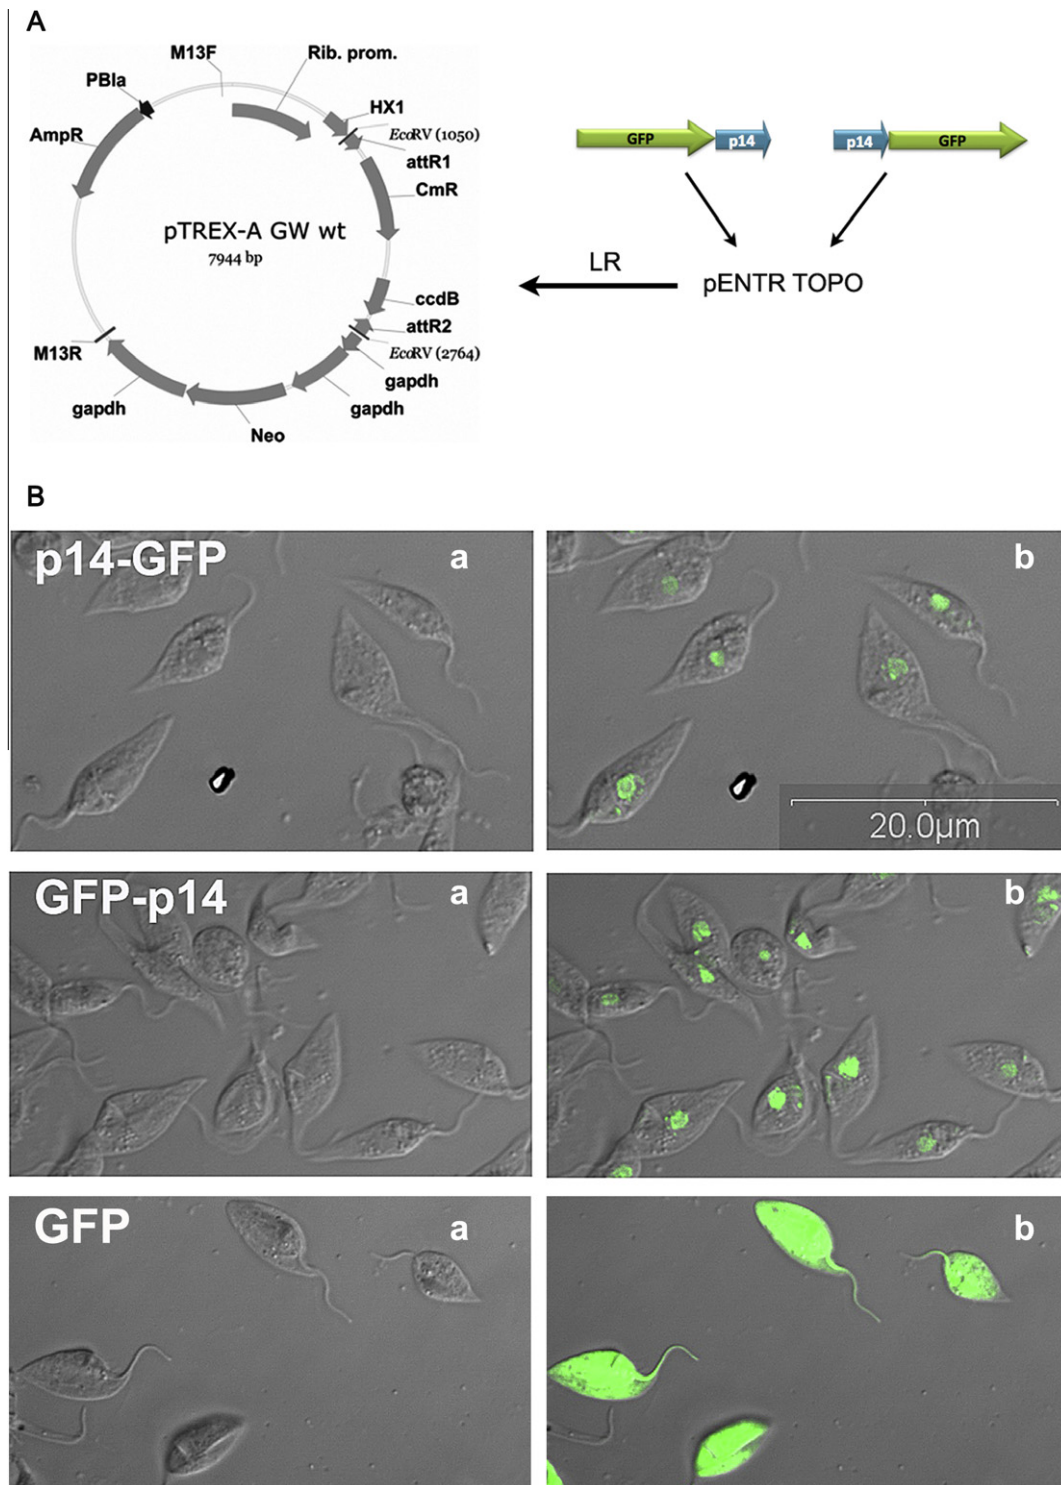 A
M13F
Rib. prom.
PBla
HX1
AmpR
EcoRV (1050)
attR1
CmR
pTREX-A GW wt
7944 bp
ccdB
attR2
EcoRV (2764)
M13R
gapdh
gapdh
gapdh
Neo
GFP
p14
p14
GFP
LR
pENTR TOPO
B
p14-GFP
a
b
20.0µm
GFP-p14
a
b
GFP
a
b